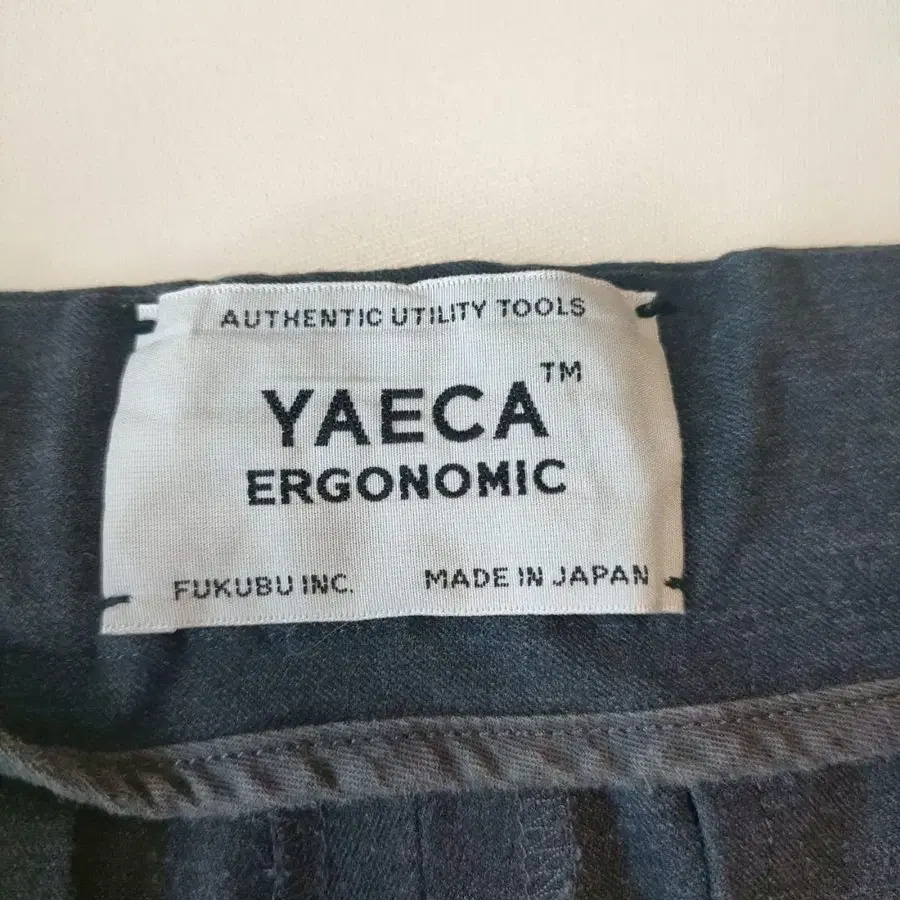 AUTHENTIC UTILITY TOOLS
YAECA™
ERGONOMIC
FUKUBU INC. MADE IN JAPAN